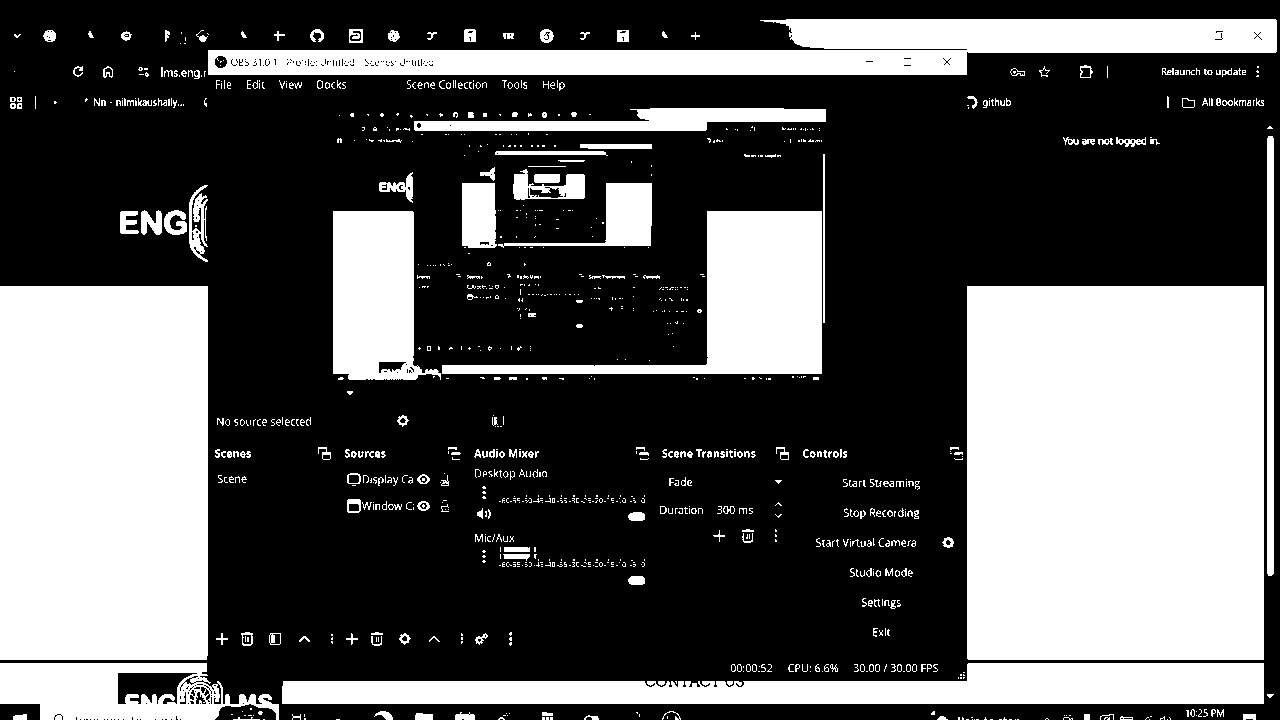 OBS 31.0.1 - Profile: Untitled - Scenes: Untitled
File Edit View Docks Scene Collection Tools Help
lms.eng.r
Relaunch to update
Nn - nilmikaushally...
github
All Bookmarks
You are not logged in.
ENG
No source selected
Scenes
Sources
Audio Mixer
Scene Transitions
Controls
Scene
Display Ca
Window C
Desktop Audio
Mic/Aux
Fade
Duration 300 ms
Start Streaming
Stop Recording
Start Virtual Camera
Studio Mode
Settings
Exit
00:00:52 CPU: 6.6% 30.00 / 30.00 FPS
CONTACT US
10:25 PM